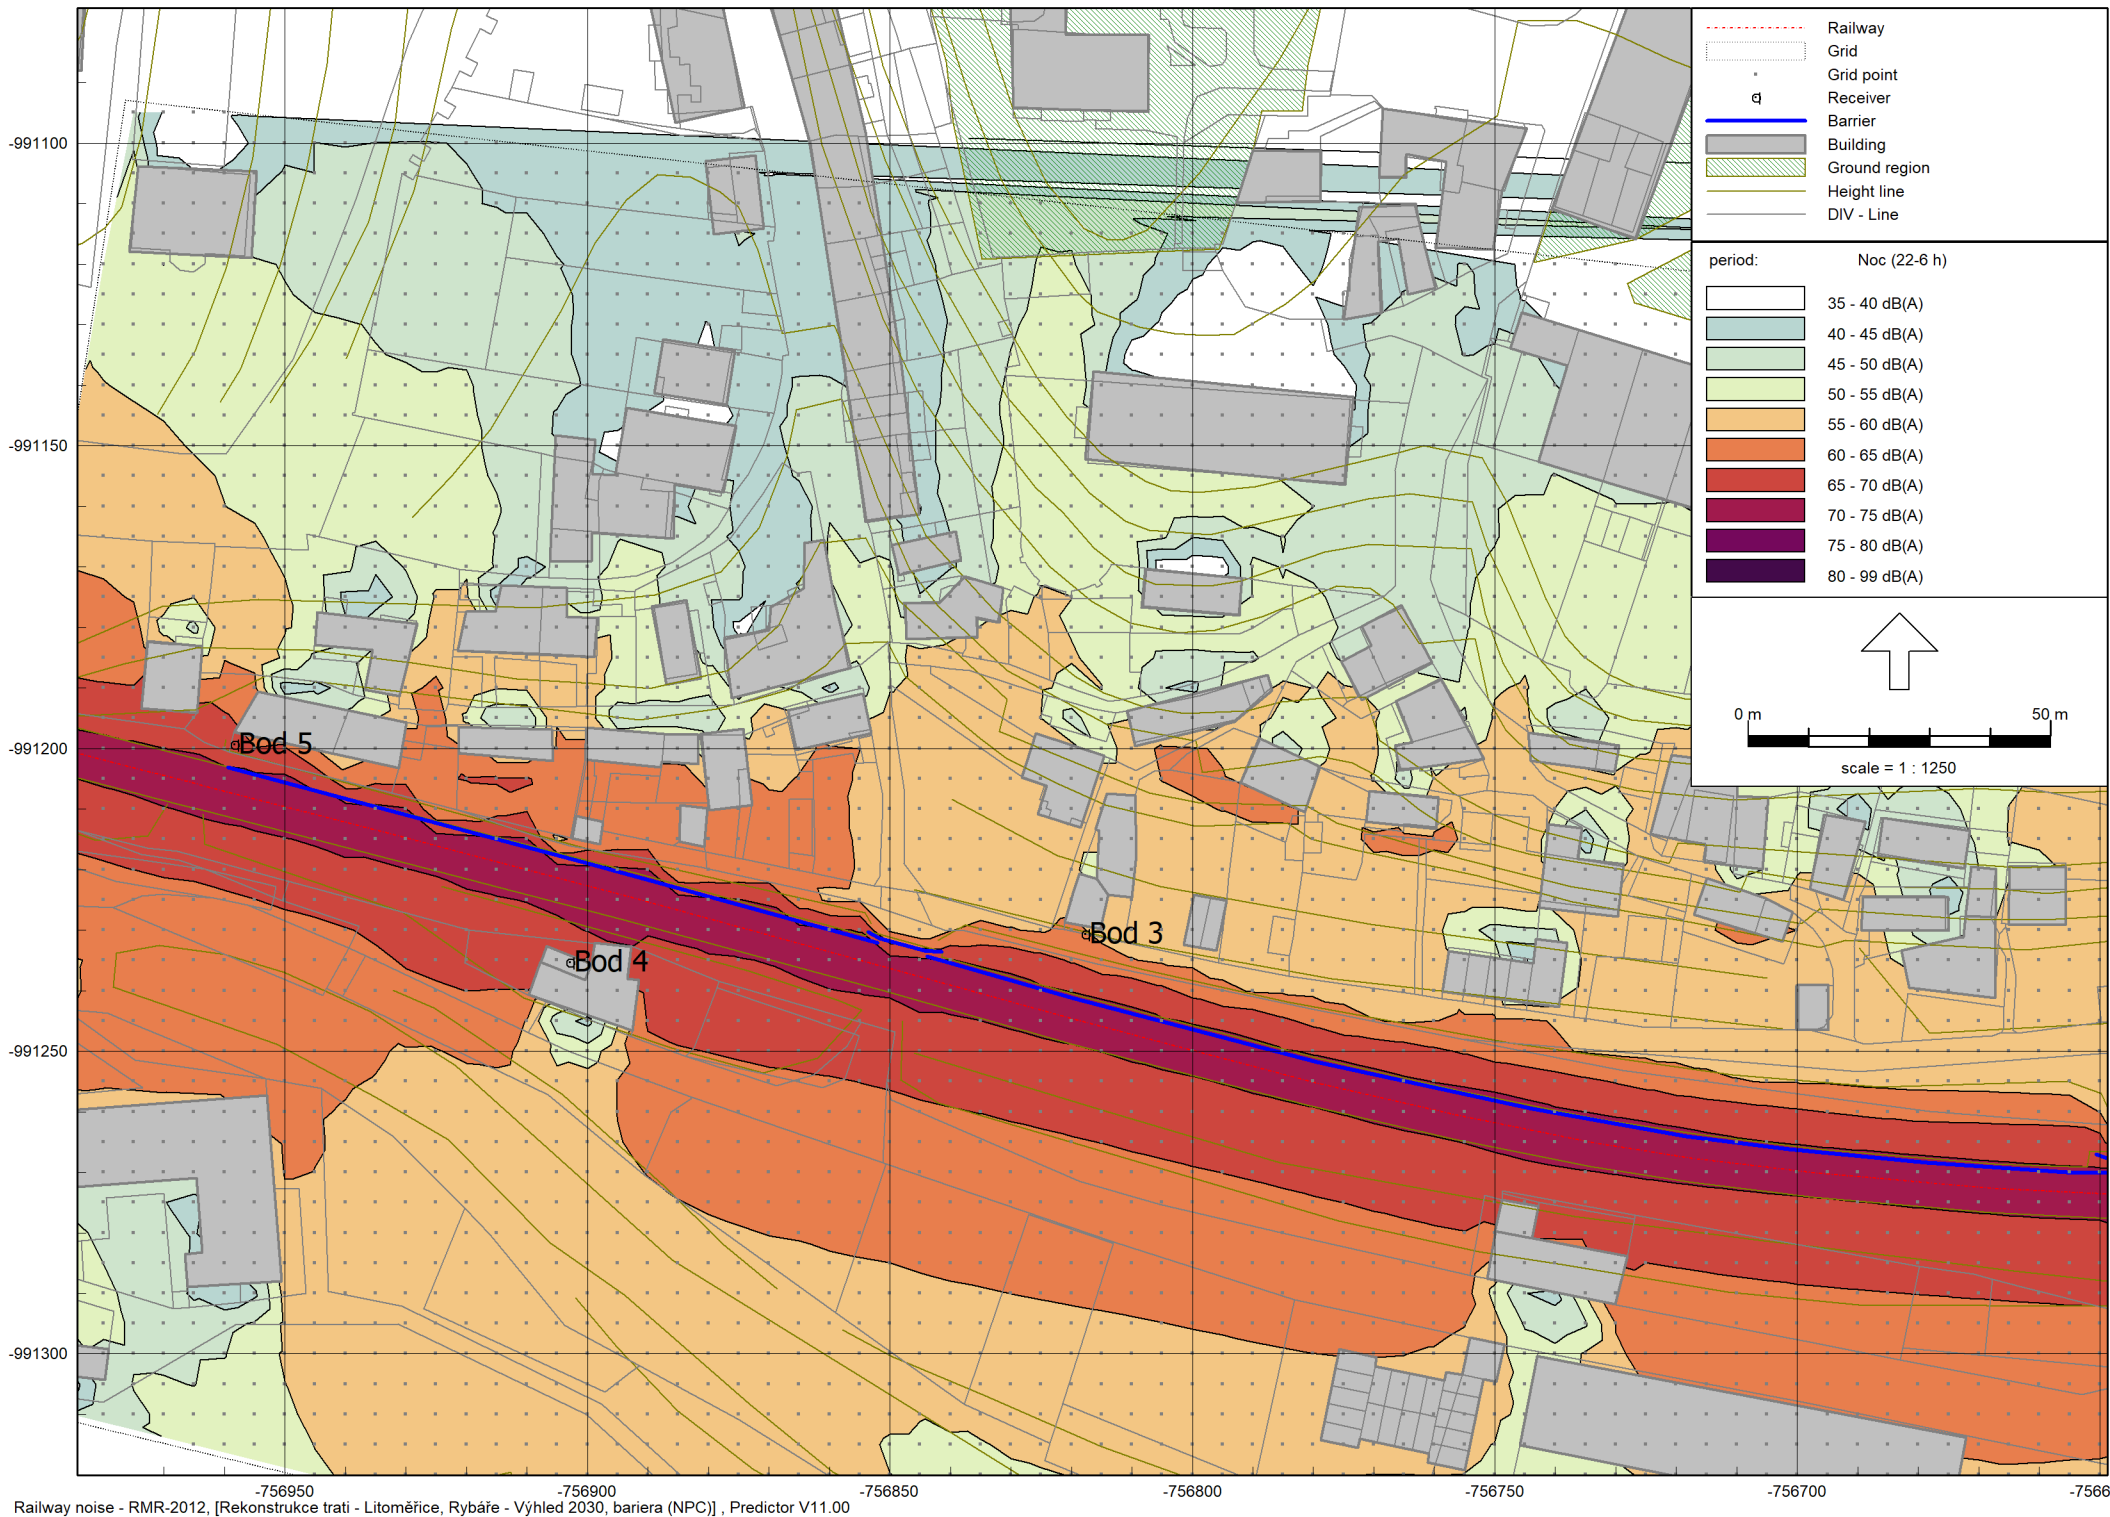 Railway
Grid
Grid point
Receiver
Barrier
Building
Ground region
Height line
DIV - Line
period: Noc (22-6 h)
35 - 40 dB(A)
40 - 45 dB(A)
45 - 50 dB(A)
50 - 55 dB(A)
55 - 60 dB(A)
60 - 65 dB(A)
65 - 70 dB(A)
70 - 75 dB(A)
75 - 80 dB(A)
80 - 99 dB(A)
0 m 50 m
scale = 1 : 1250
-991100
-991150
-991200
-991250
-991300
Bod 5
Bod 3
Bod 4
-756950 -756900 -756850 -756800 -756750 -756700 -7566
Railway noise - RMR-2012, [Rekonstrukce trati - Litoměřice, Rybáře - Výhled 2030, bariera (NPC)] , Predictor V11.00